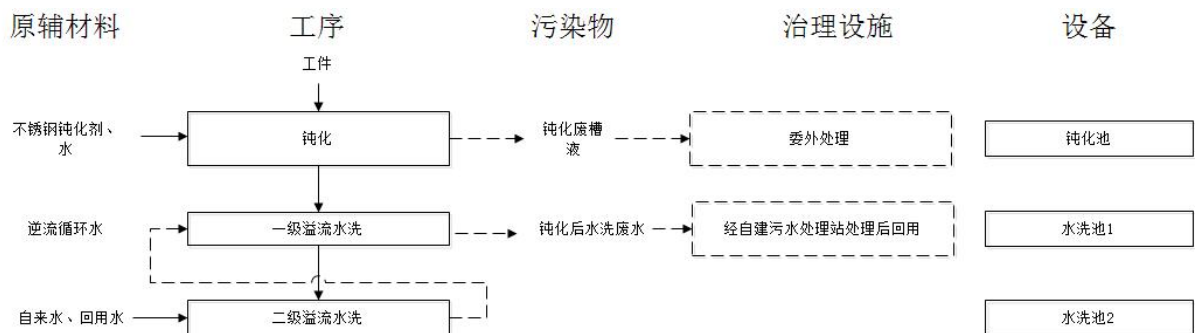 原辅材料
工序
污染物
治理设施
设备
工件
不锈钢钝化剂、
水
钝化
钝化废槽
液
委外处理
钝化池
逆流循环水
一级溢流水洗
钝化后水洗废水
经自建污水处理站处理后回用
水洗池1
自来水、回用水
二级溢流水洗
水洗池2